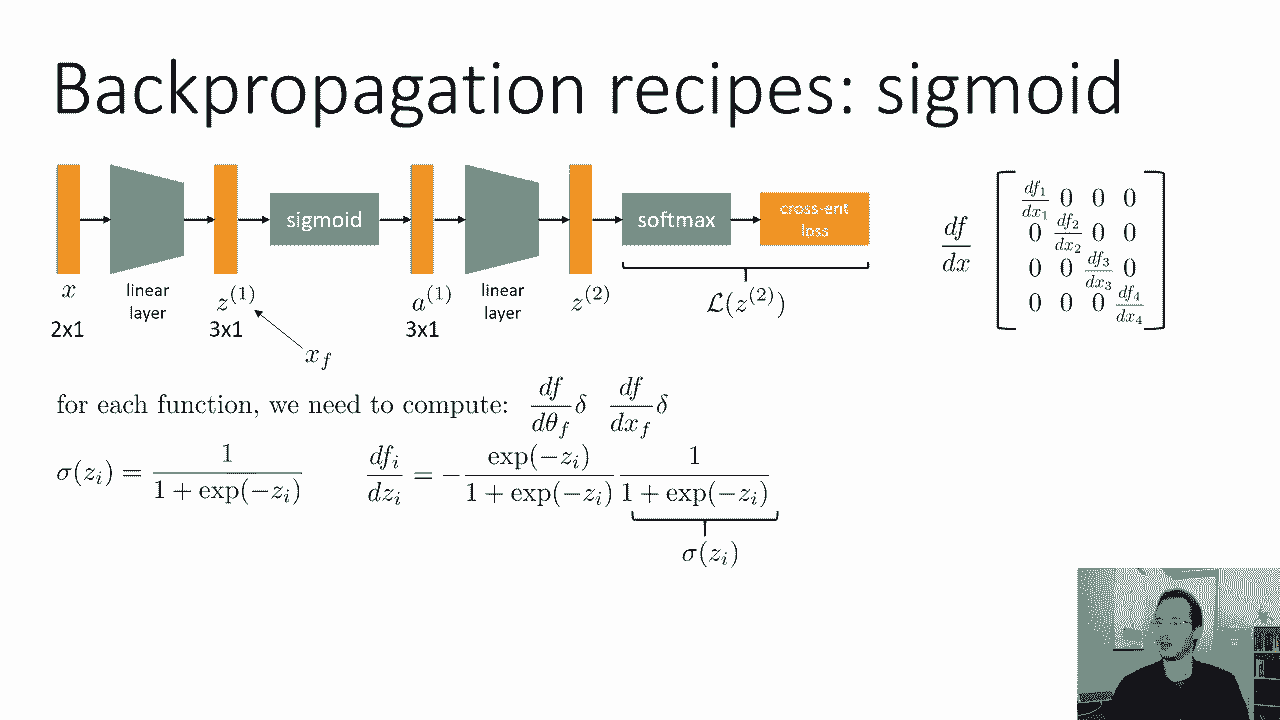 Backpropagation recipes: sigmoid
sigmoid
softmax
cross-ent
loss
x
linear
layer
z^{(1)}
a^{(1)}
linear
layer
z^{(2)}
\mathcal{L}(z^{(2)})
2x1
3x1
3x1
x_f
\frac{df}{dx} \begin{bmatrix} \frac{df_1}{dx_1} & 0 & 0 & 0 \\ 0 & \frac{df_2}{dx_2} & 0 & 0 \\ 0 & 0 & \frac{df_3}{dx_3} & 0 \\ 0 & 0 & 0 & \frac{df_4}{dx_4} \end{bmatrix}
for each function, we need to compute: \frac{df}{d\theta_f}\delta \frac{df}{dx_f}\delta
\sigma(z_i) = \frac{1}{1 + \exp(-z_i)} \frac{df_i}{dz_i} = -\frac{\exp(-z_i)}{1 + \exp(-z_i)} \frac{1}{1 + \exp(-z_i)}
\sigma(z_i)